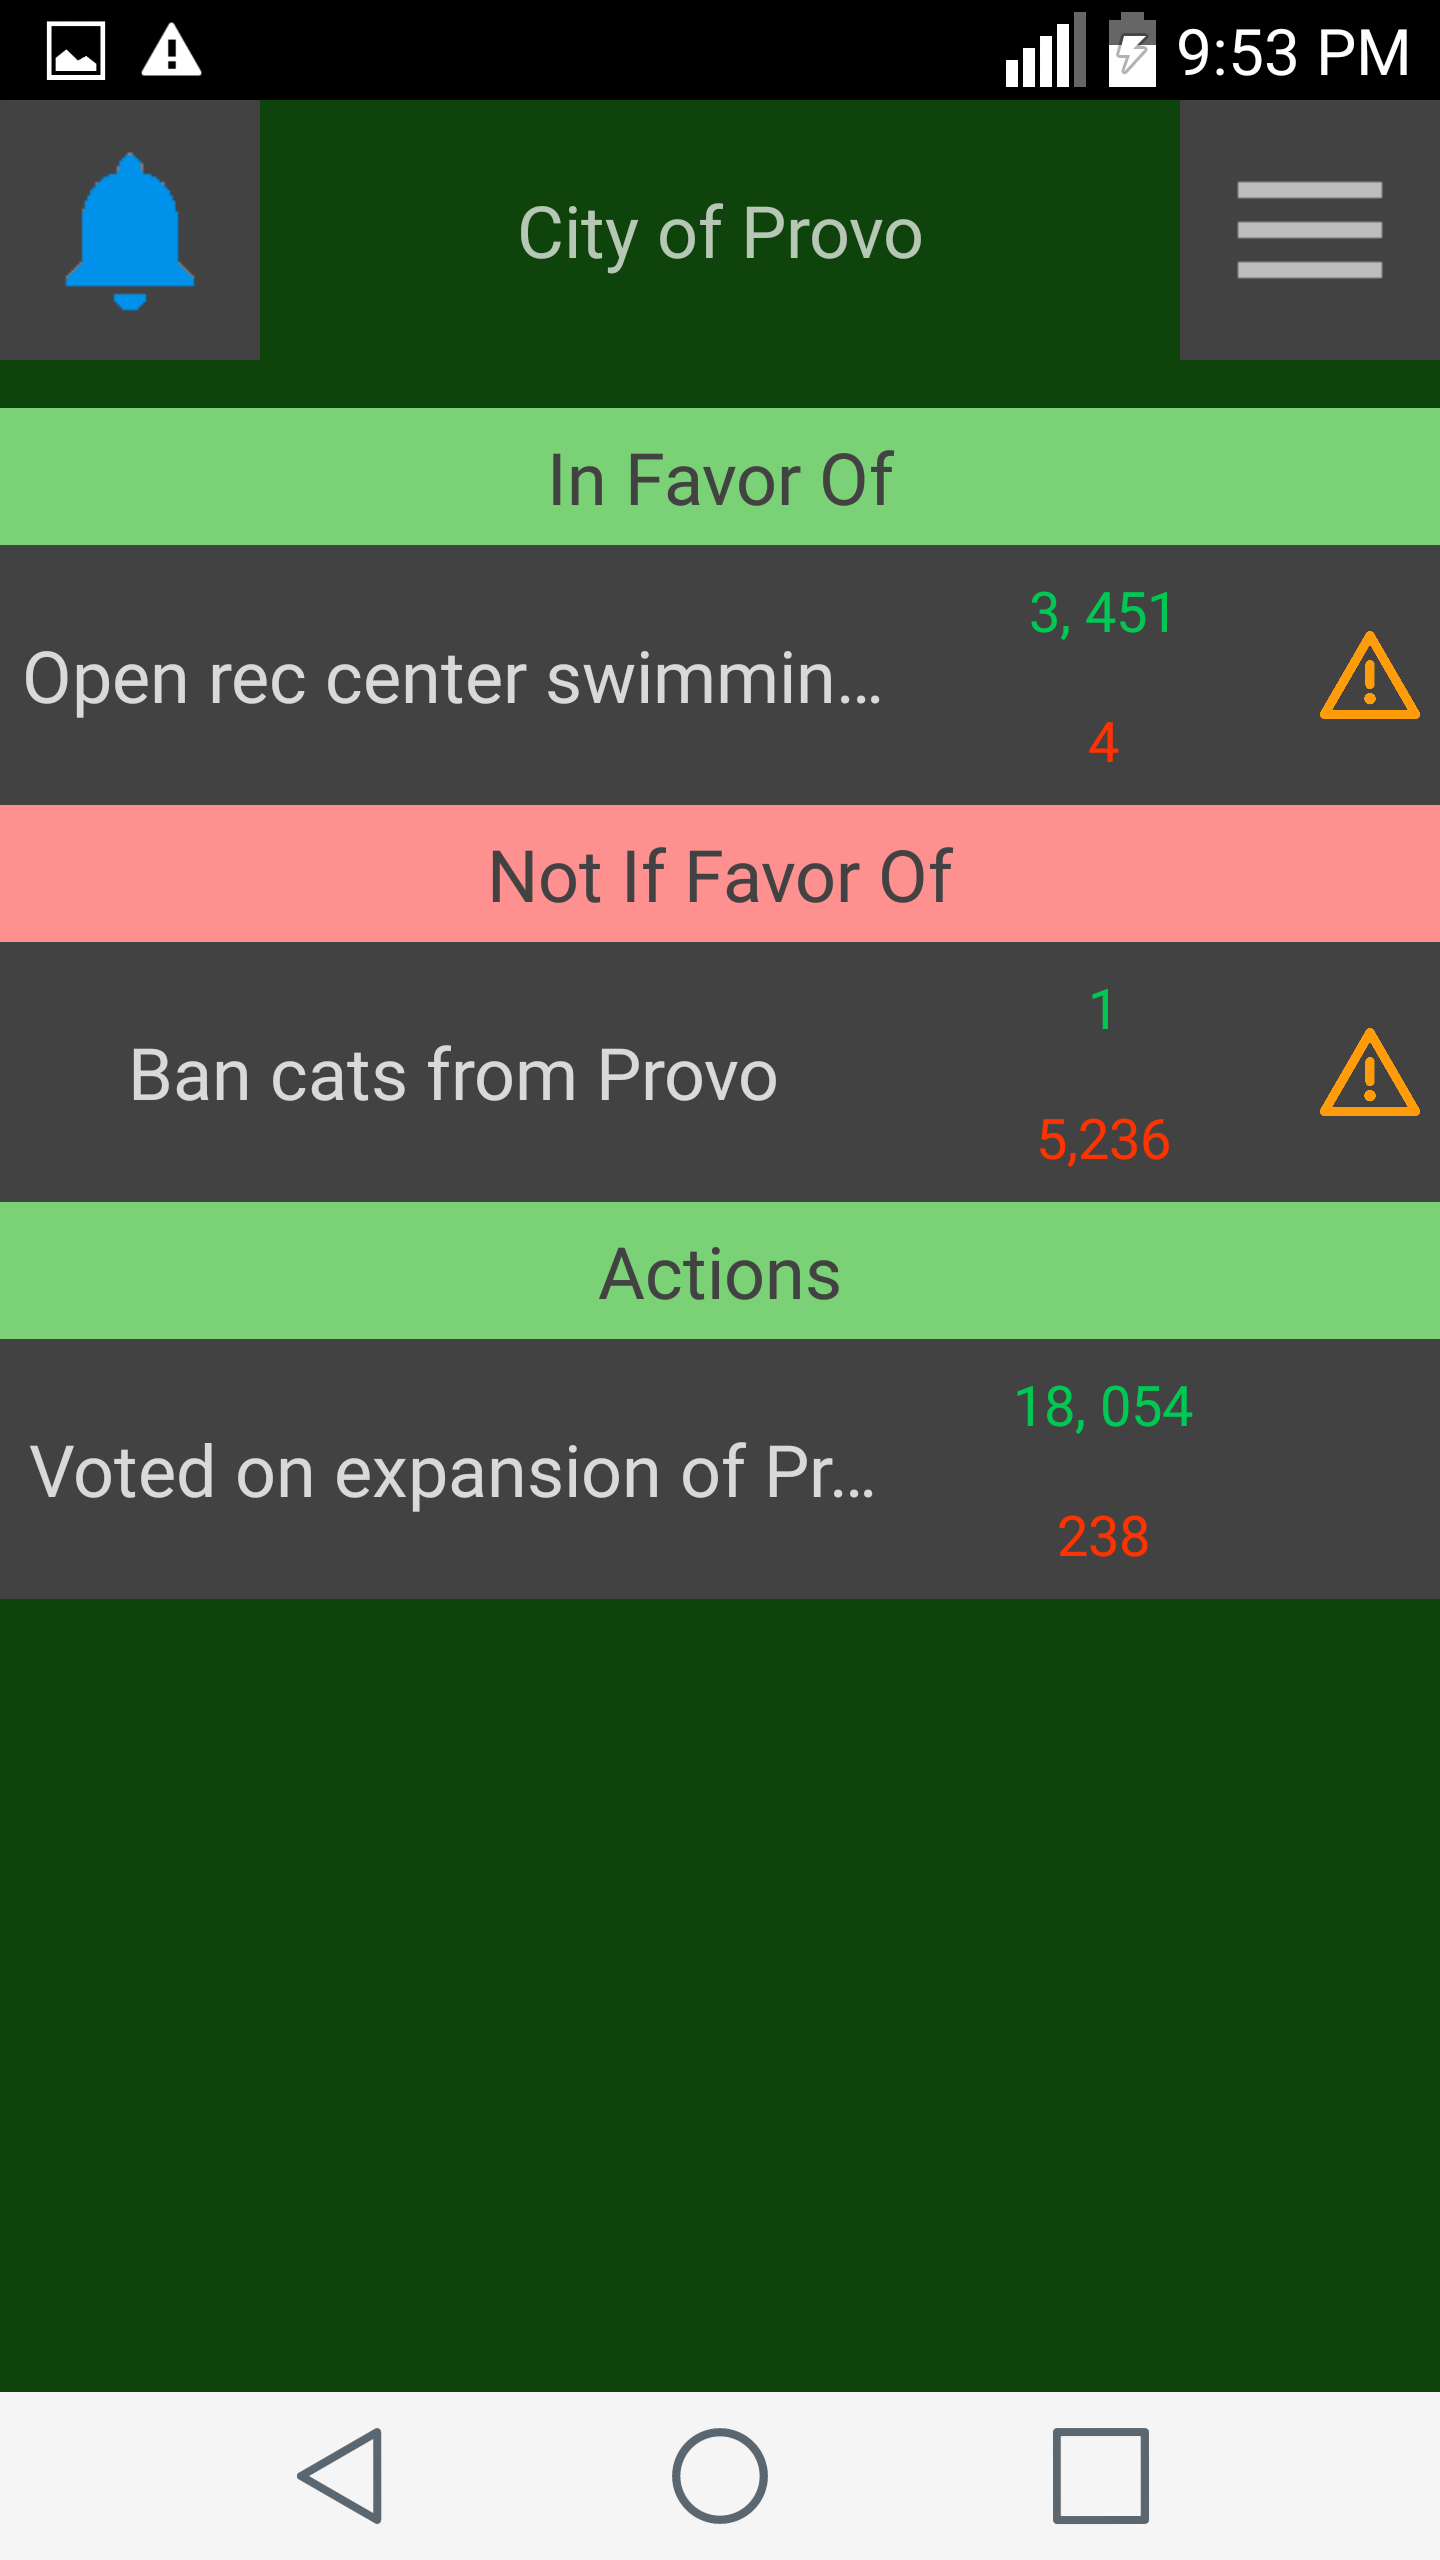 9:53 PM
City of Provo
In Favor Of
3, 451
Open rec center swimmin...
4
Not If Favor Of
1
Ban cats from Provo
5,236
Actions
18, 054
Voted on expansion of Pr...
238